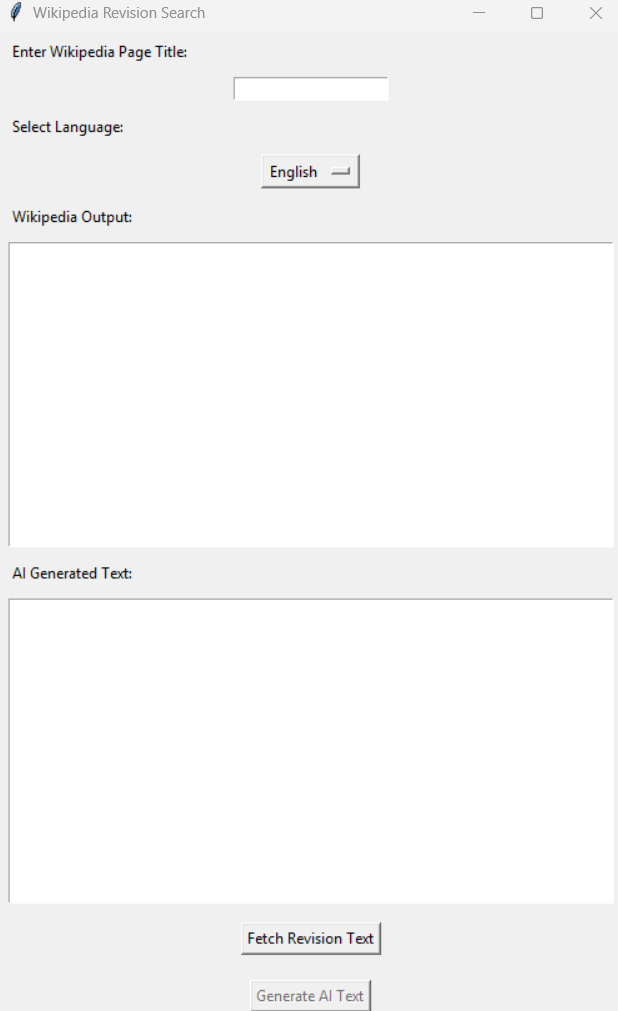 Wikipedia Revision Search
Enter Wikipedia Page Title:
Select Language:
English
Wikipedia Output:
AI Generated Text:
Fetch Revision Text
Generate AI Text